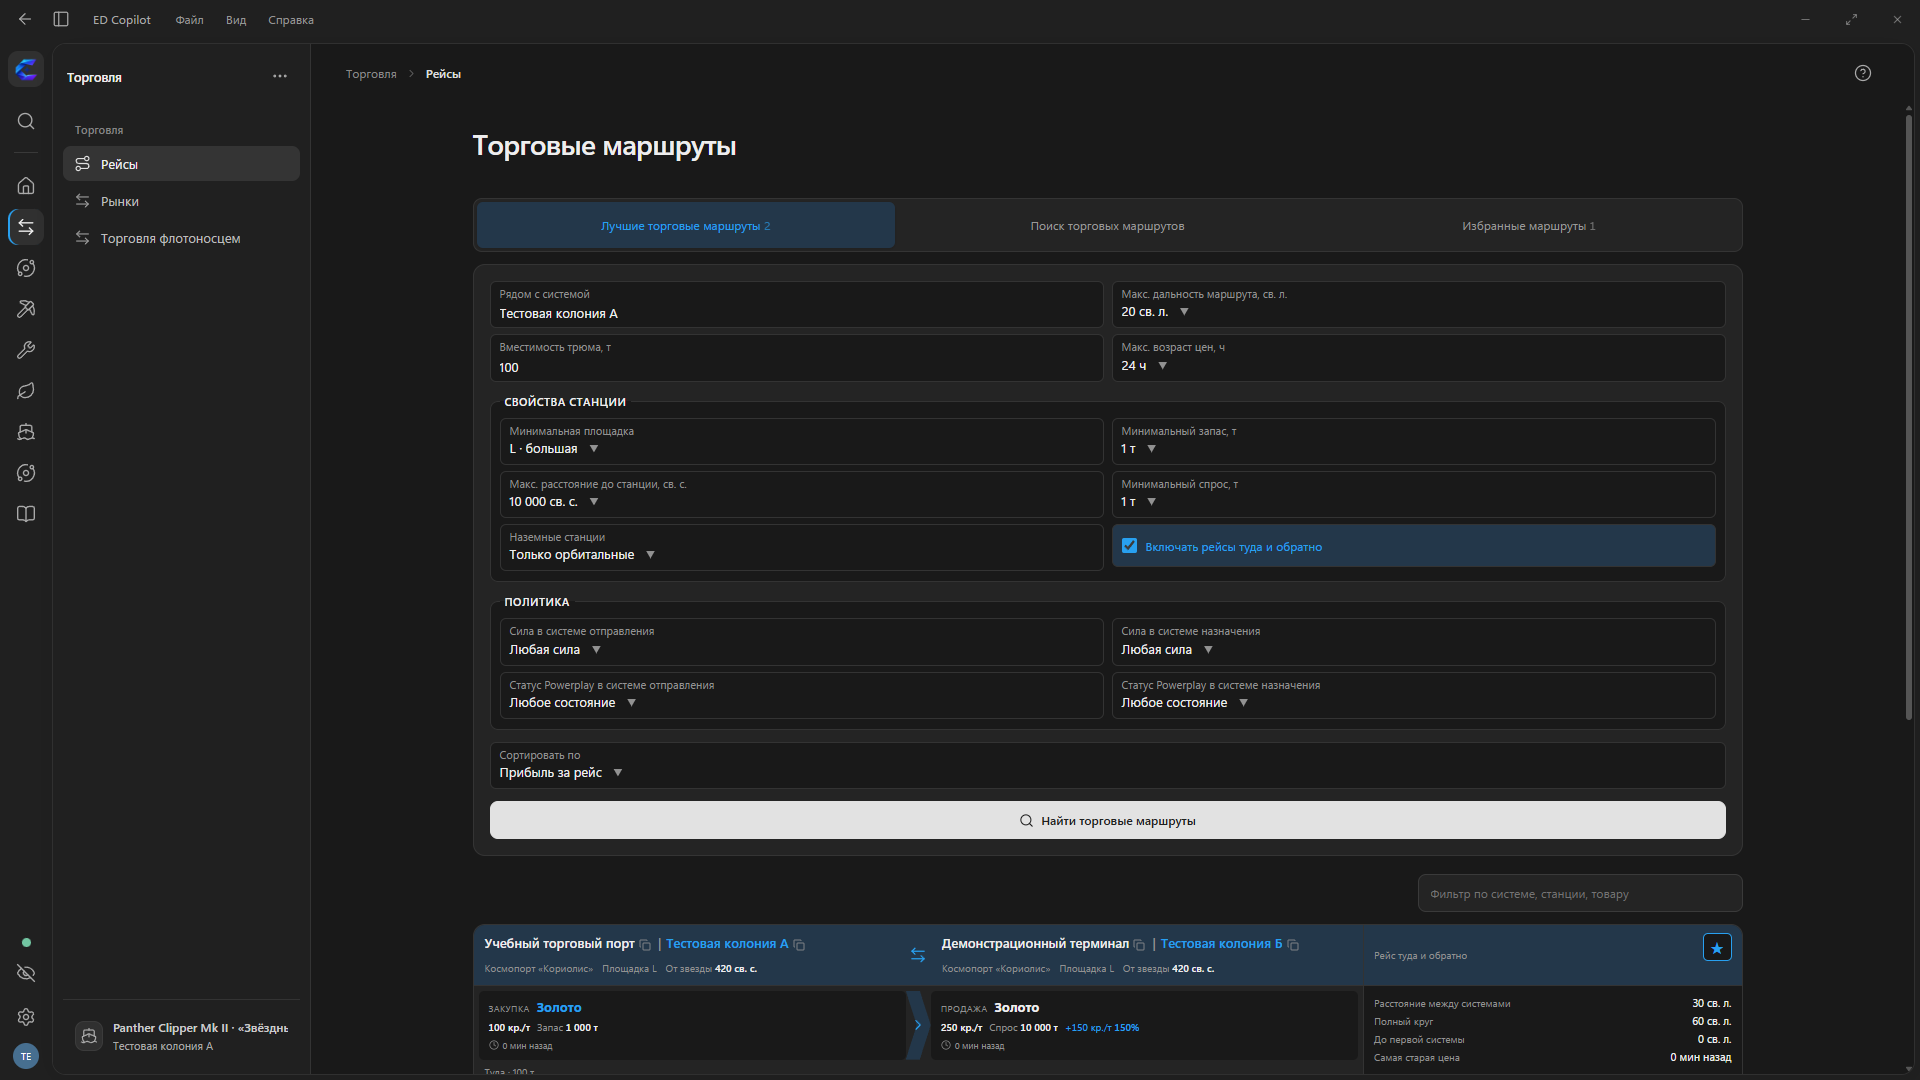 ED Copilot Файл Вид Справка
Торговля
Торговля
Рейсы
Рынки
Торговля флотоносцем
Panther Clipper Mk II · «Звёздны
Тестовая колония А
TE
Торговля > Рейсы
Торговые маршруты
Лучшие торговые маршруты 2
Поиск торговых маршрутов
Избранные маршруты 1
Рядом с системой
Тестовая колония А
Макс. дальность маршрута, св. л.
20 св. л.
Вместимость трюма, т
100
Макс. возраст цен, ч
24 ч
СВОЙСТВА СТАНЦИИ
Минимальная площадка
L · большая
Минимальный запас, т
1 т
Макс. расстояние до станции, св. с.
10 000 св. с.
Минимальный спрос, т
1 т
Наземные станции
Только орбитальные
Включать рейсы туда и обратно
ПОЛИТИКА
Сила в системе отправления
Любая сила
Сила в системе назначения
Любая сила
Статус Powerplay в системе отправления
Любое состояние
Статус Powerplay в системе назначения
Любое состояние
Сортировать по
Прибыль за рейс
Найти торговые маршруты
Фильтр по системе, станции, товару
Учебный торговый порт | Тестовая колония А
Космопорт «Кориолис» Площадка L От звезды 420 св. с.
Демонстрационный терминал | Тестовая колония Б
Космопорт «Кориолис» Площадка L От звезды 420 св. с.
Рейс туда и обратно
ЗАКУПКА Золото
100 кр./т Запас 1 000 т
0 мин назад
ПРОДАЖА Золото
250 кр./т Спрос 10 000 т +150 кр./т 150%
0 мин назад
Расстояние между системами 30 св. л.
Полный круг 60 св. л.
До первой системы 0 св. л.
Самая старая цена 0 мин назад
Туда · 100 т